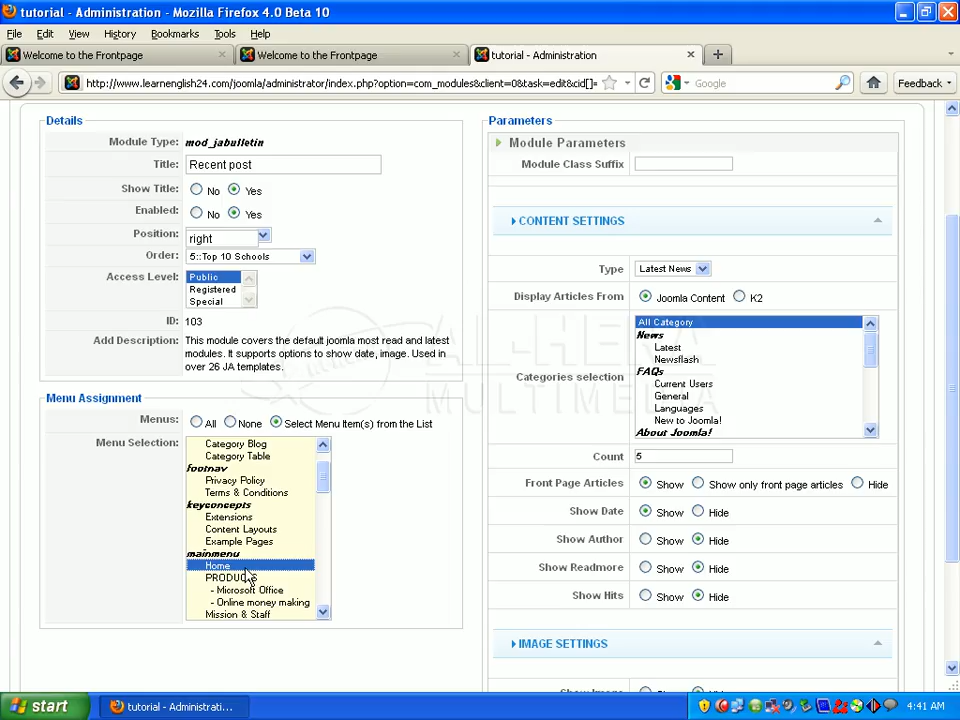 tutorial - Administration - Mozilla Firefox 4.0 Beta 10
File Edit View History Bookmarks Tools Help
Welcome to the Frontpage
Welcome to the Frontpage
tutorial - Administration
http://www.learnenglish24.com/joomla/administrator/index.php?option=com_modules&client=0&task=edit&cid[]=
Google
Feedback
Details
Module Type: mod_jabulletin
Title: Recent post
Show Title: No Yes
Enabled: No Yes
Position: right
Order: 5::Top 10 Schools
Access Level: Public
Registered
Special
ID: 103
Add Description: This module covers the default joomla most read and latest
modules. It supports options to show date, image. Used in
over 26 JA templates.
Menu Assignment
Menus: All None Select Menu Item(s) from the List
Menu Selection:
Category Blog
Category Table
footnav
Privacy Policy
Terms & Conditions
keyconcepts
Extensions
Content Layouts
Example Pages
mainmenu
Home
PRODUCTS
- Microsoft Office
- Online money making
Mission & Staff
Parameters
Module Parameters
Module Class Suffix
CONTENT SETTINGS
Type Latest News
Display Articles From Joomla Content K2
Categories selection
All Category
News
Latest
Newsflash
FAQs
Current Users
General
Languages
New to Joomla!
About Joomla!
Count 5
Front Page Articles Show Show only front page articles Hide
Show Date Show Hide
Show Author Show Hide
Show Readmore Show Hide
Show Hits Show Hide
IMAGE SETTINGS
MULTIMEDIA
start
tutorial - Administrati...
4:41 AM